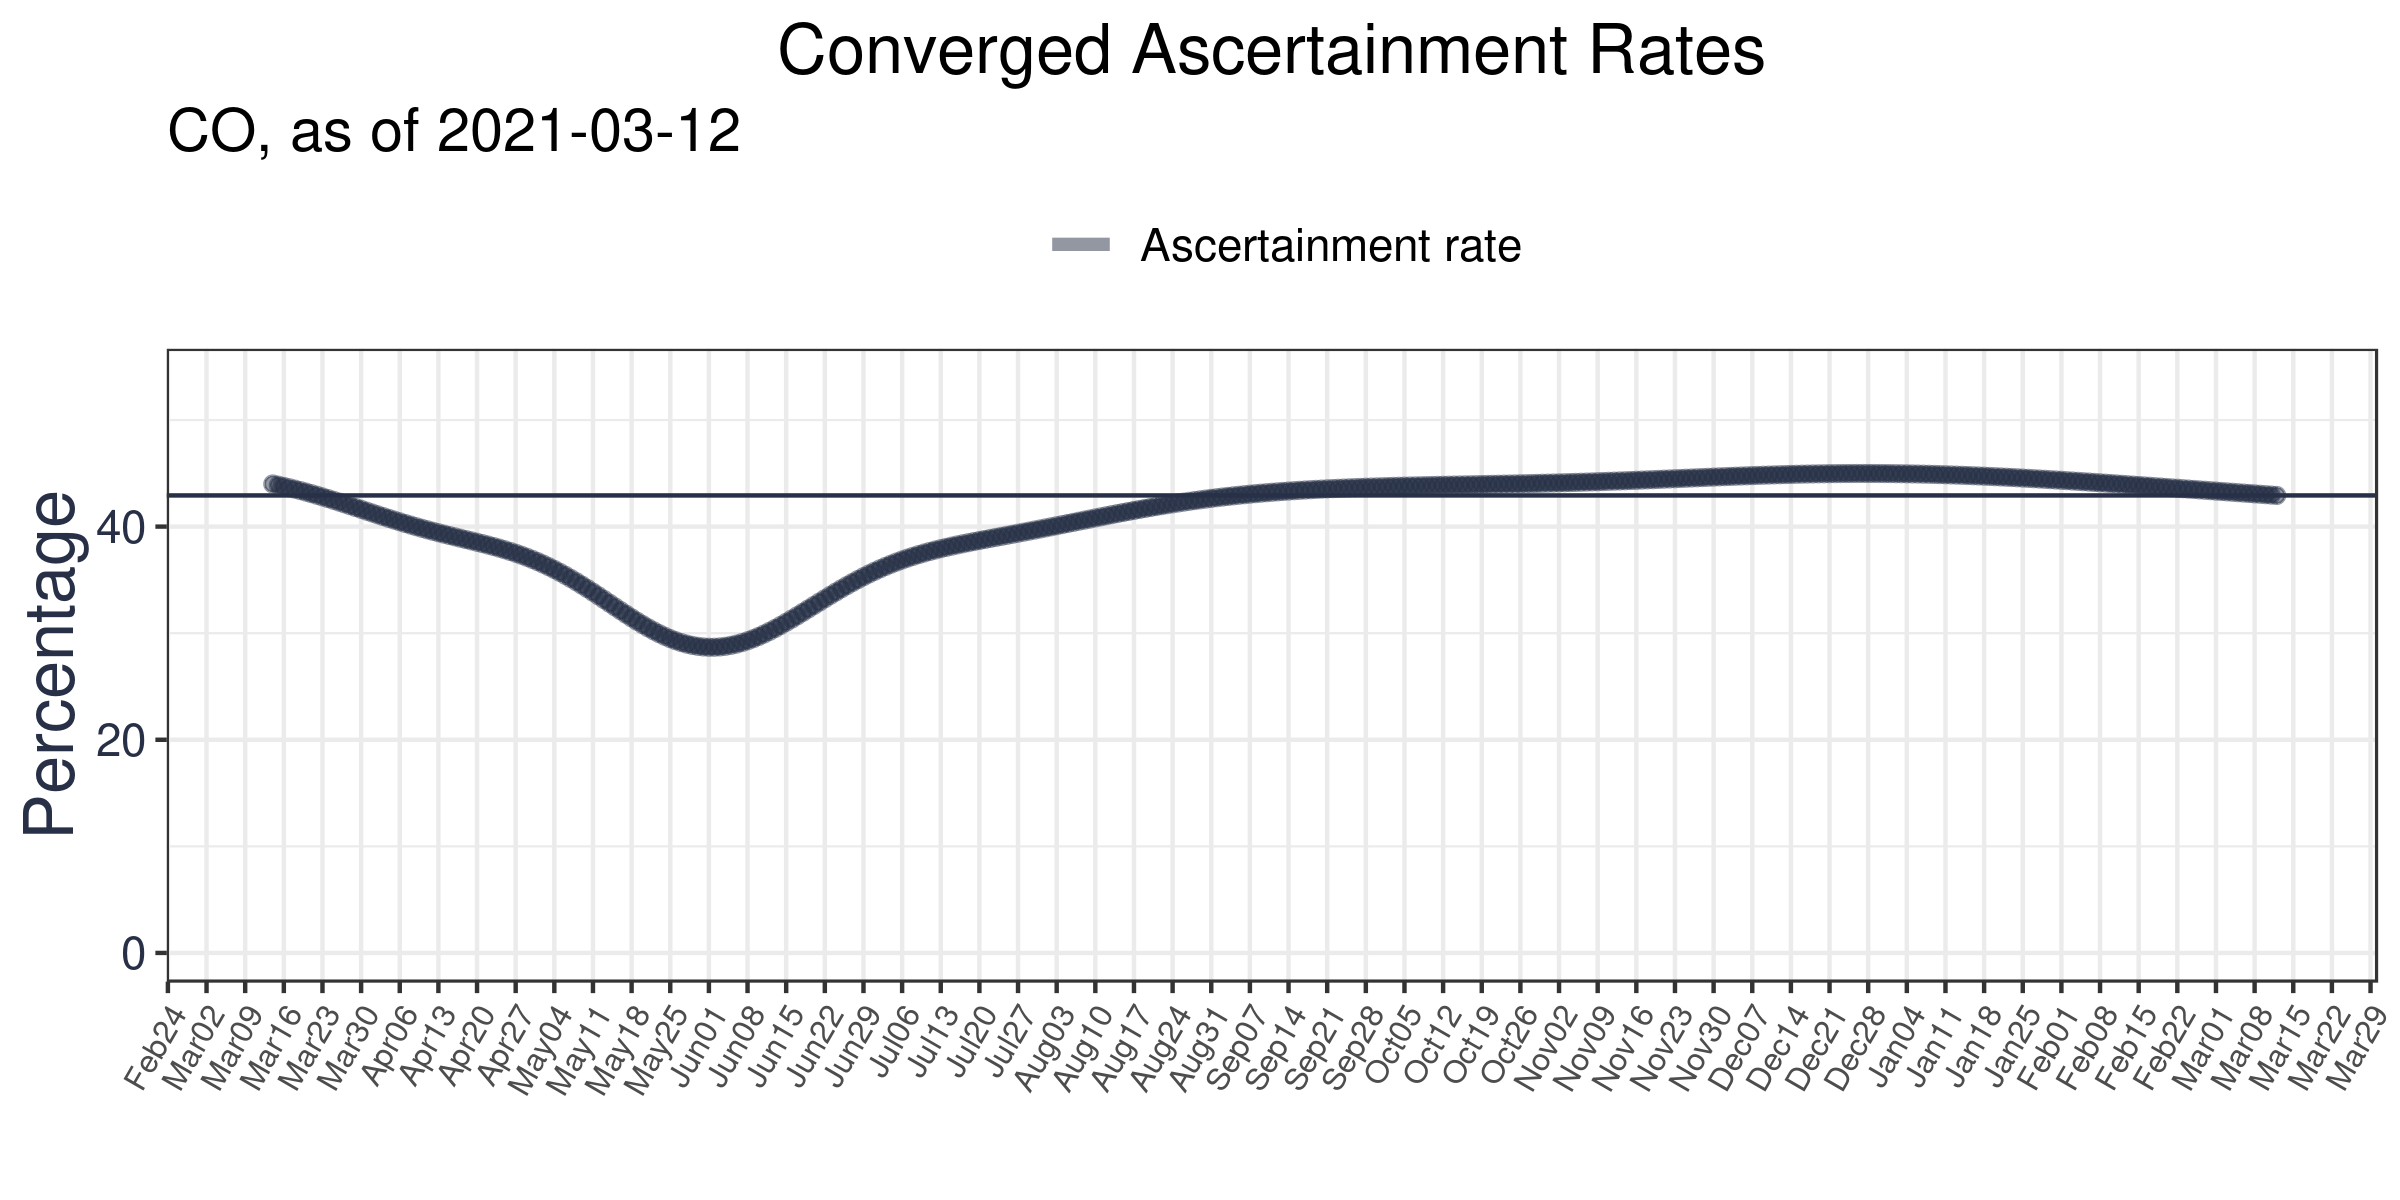 Converged Ascertainment Rates
CO, as of 2021-03-12
Ascertainment rate
Percentage
40
20
0
Feb24 Mar02 Mar09 Mar16 Mar23 Mar30 Apr06 Apr13 Apr20 Apr27 May04 May11 May18 May25 Jun01 Jun08 Jun15 Jun22 Jun29 Jul06 Jul13 Jul20 Jul27 Aug03 Aug10 Aug17 Aug24 Aug31 Sep07 Sep14 Sep21 Sep28 Oct05 Oct12 Oct19 Oct26 Nov02 Nov09 Nov16 Nov23 Nov30 Dec07 Dec14 Dec21 Dec28 Jan04 Jan11 Jan18 Jan25 Feb01 Feb08 Feb15 Feb22 Mar01 Mar08 Mar15 Mar22 Mar29